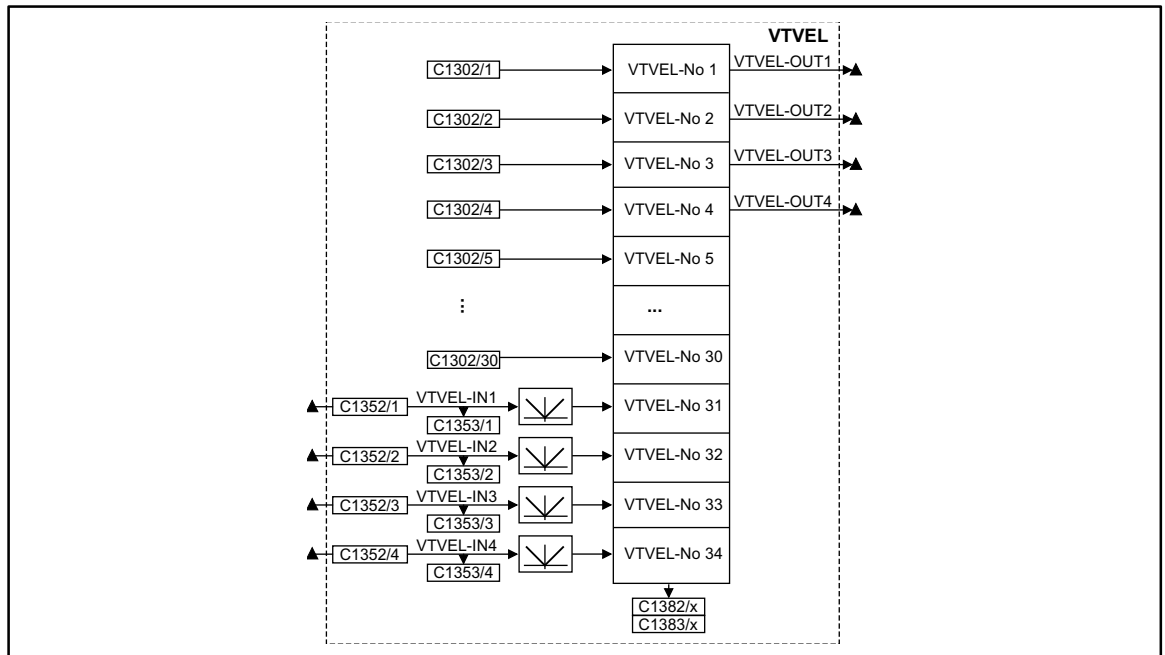 VTVEL
C1302/1 VTVEL-No 1 VTVEL-OUT1
C1302/2 VTVEL-No 2 VTVEL-OUT2
C1302/3 VTVEL-No 3 VTVEL-OUT3
C1302/4 VTVEL-No 4 VTVEL-OUT4
C1302/5 VTVEL-No 5
... ...
C1302/30 VTVEL-No 30
C1352/1 VTVEL-IN1 VTVEL-No 31
C1353/1
C1352/2 VTVEL-IN2 VTVEL-No 32
C1353/2
C1352/3 VTVEL-IN3 VTVEL-No 33
C1353/3
C1352/4 VTVEL-IN4 VTVEL-No 34
C1353/4
C1382/x
C1383/x